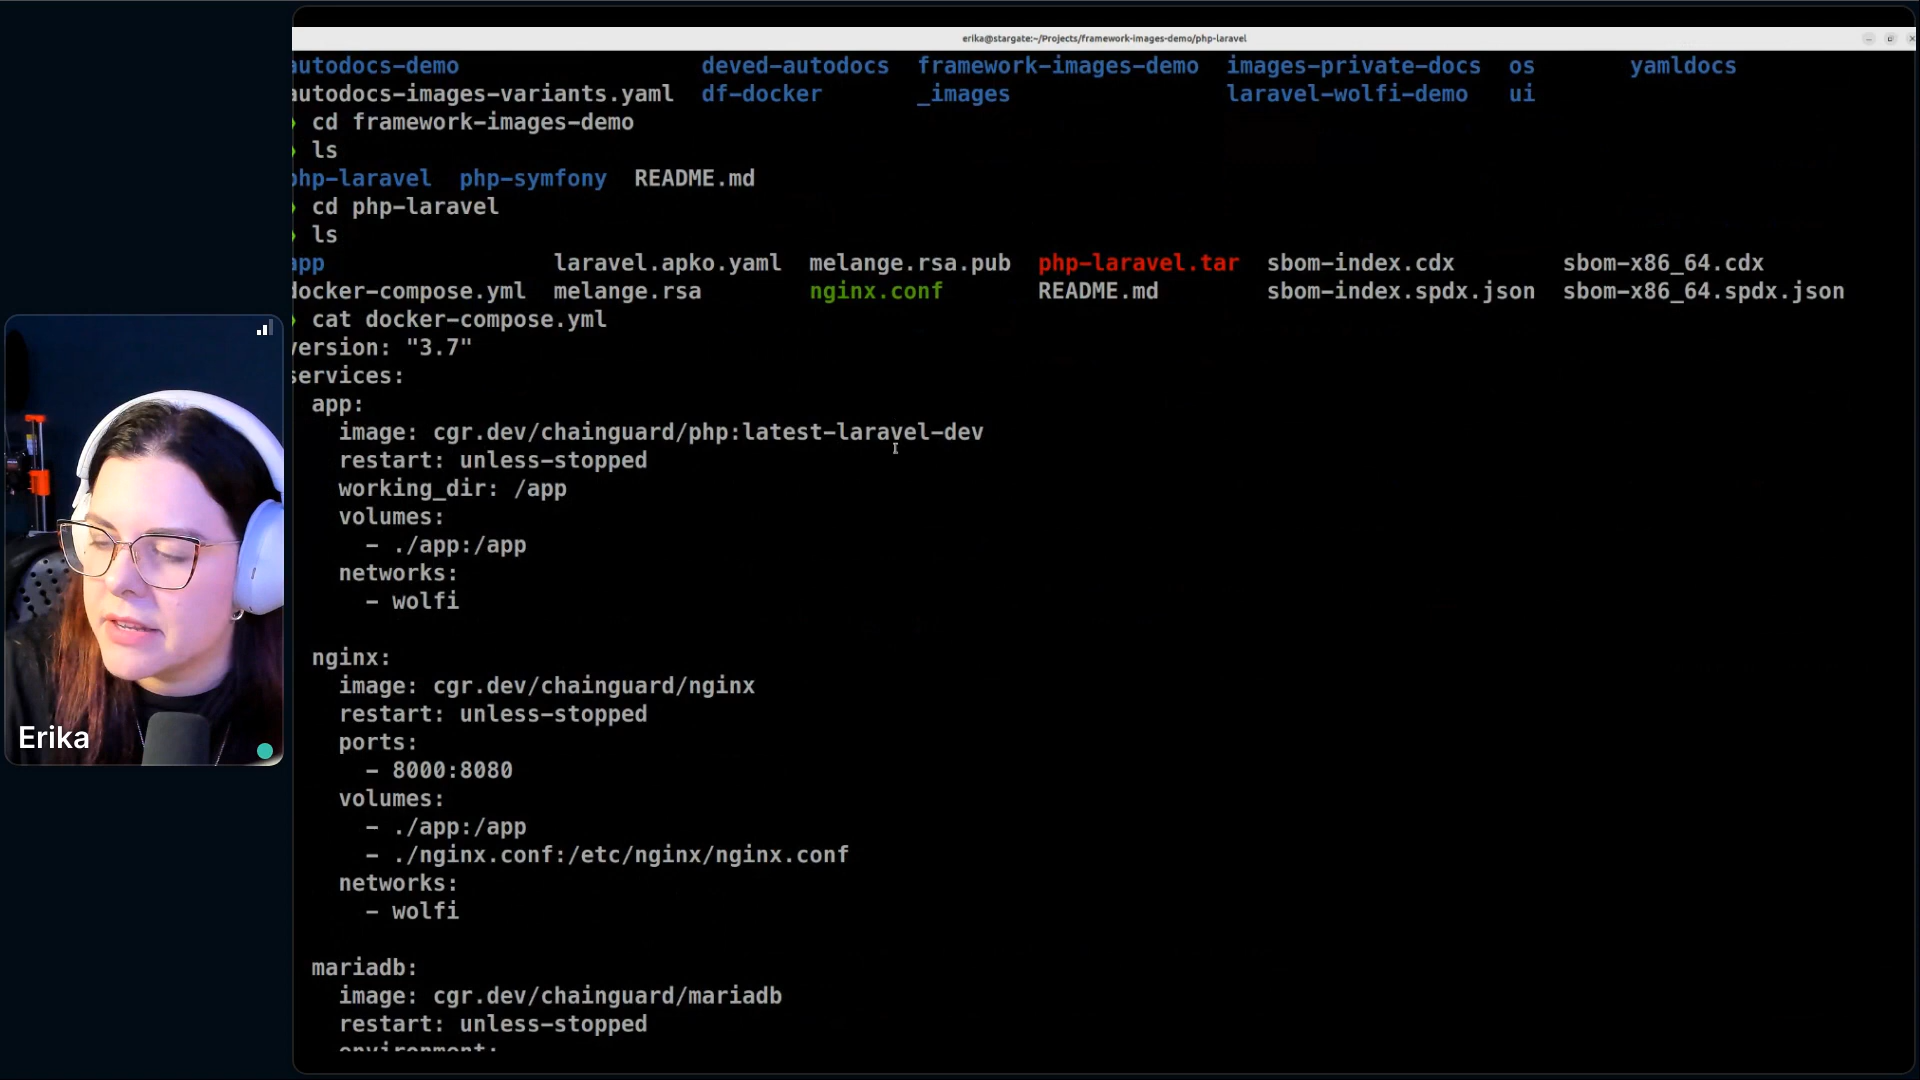 erika@stargate:~/Projects/framework-images-demo/php-laravel
autodocs-demo deved-autodocs framework-images-demo images-private-docs os yamldocs
autodocs-images-variants.yaml df-docker _images laravel-wolfi-demo ui
cd framework-images-demo
ls
php-laravel php-symfony README.md
cd php-laravel
ls
app laravel.apko.yaml melange.rsa.pub php-laravel.tar sbom-index.cdx sbom-x86_64.cdx
docker-compose.yml melange.rsa nginx.conf README.md sbom-index.spdx.json sbom-x86_64.spdx.json
cat docker-compose.yml
version: "3.7"
services:
app:
image: cgr.dev/chainguard/php:latest-laravel-dev
restart: unless-stopped
working_dir: /app
volumes:
- ./app:/app
networks:
- wolfi
nginx:
image: cgr.dev/chainguard/nginx
restart: unless-stopped
ports:
- 8000:8080
volumes:
- ./app:/app
- ./nginx.conf:/etc/nginx/nginx.conf
networks:
- wolfi
mariadb:
image: cgr.dev/chainguard/mariadb
restart: unless-stopped
environment:
Erika